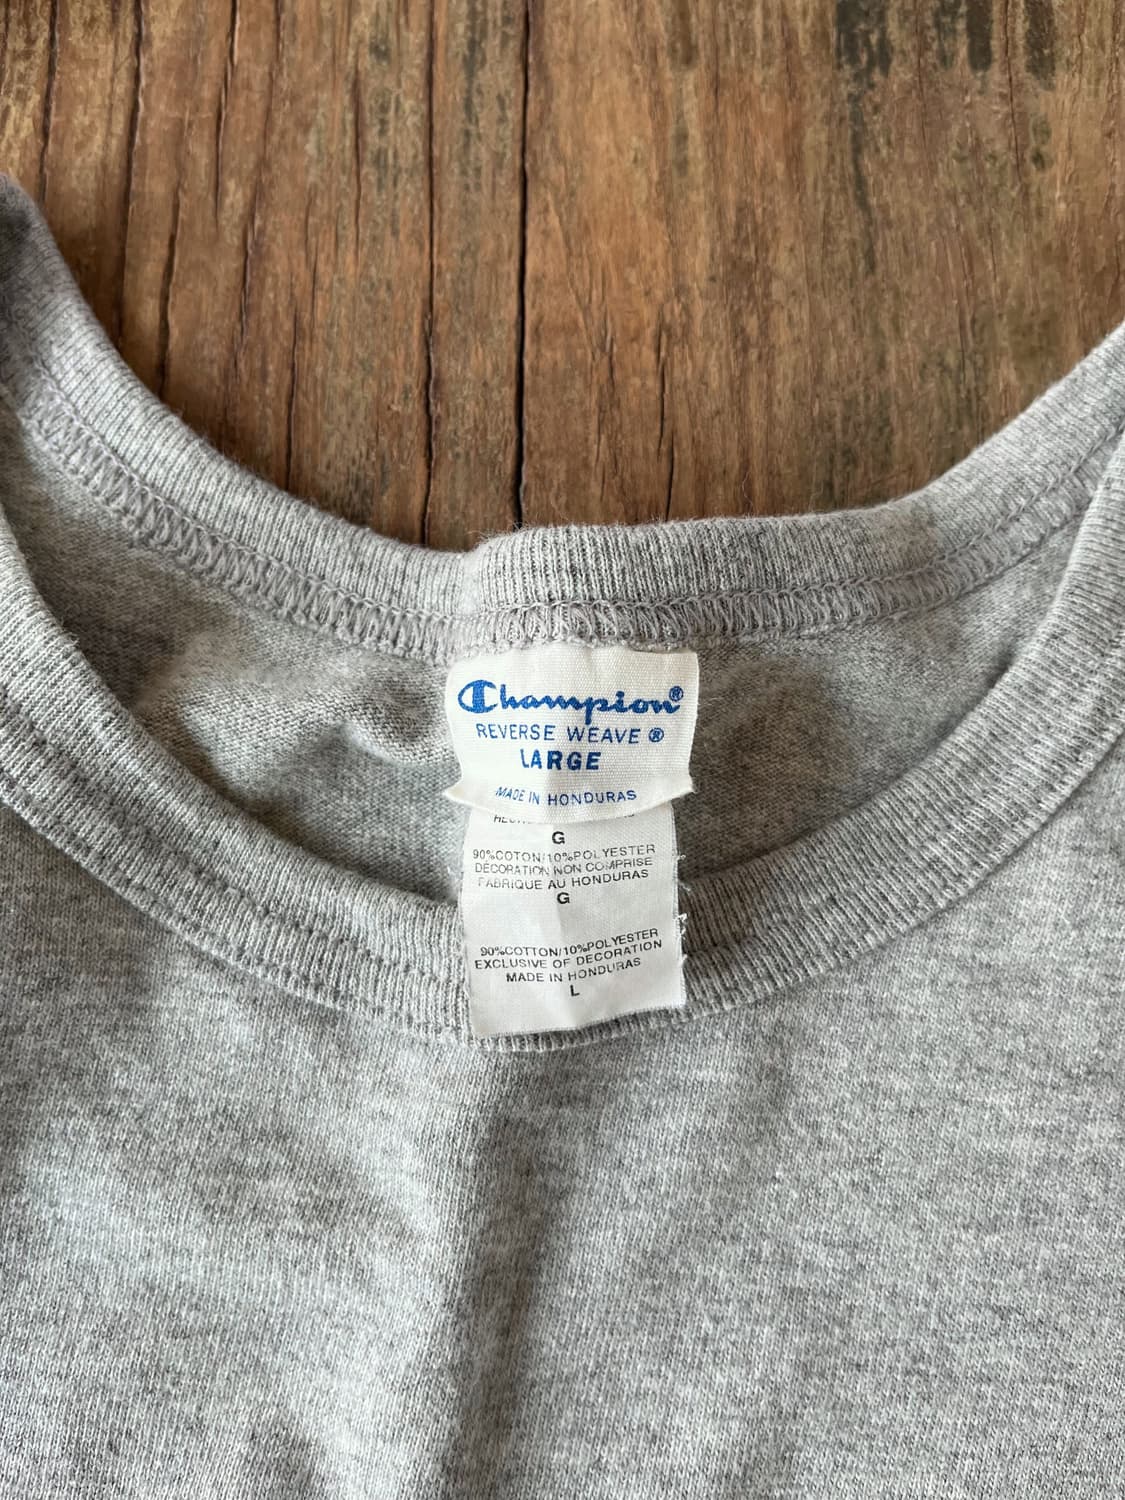 Champion®
REVERSE WEAVE ®
LARGE
MADE IN HONDURAS
G
90%COTON/10%POLYESTER
DÉCORATION NON COMPRISE
FABRIQUE AU HONDURAS
G
90%COTTON/10%POLYESTER
EXCLUSIVE OF DECORATION
MADE IN HONDURAS
L